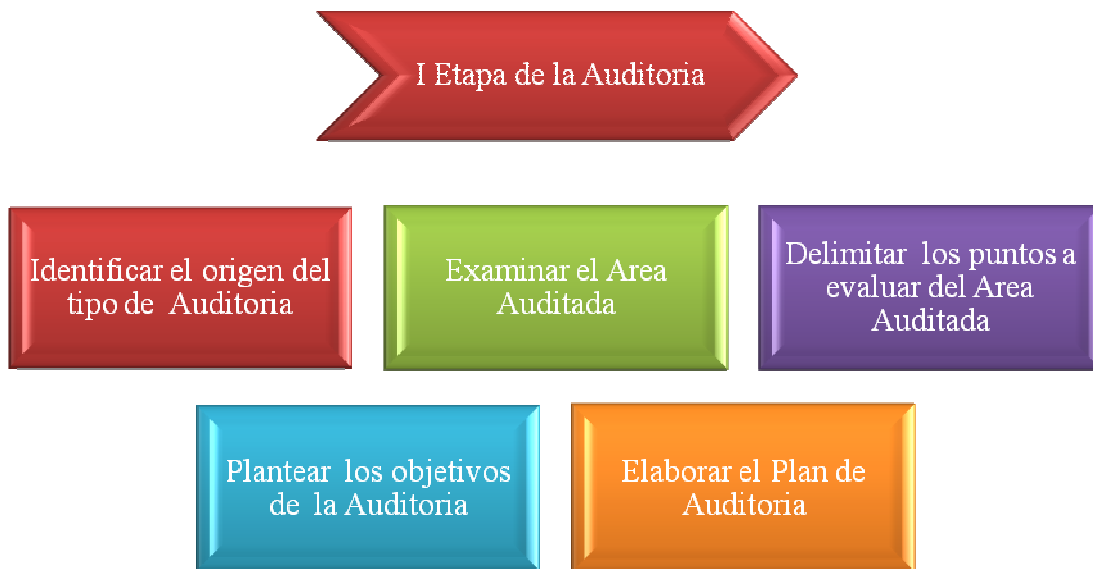 I Etapa de la Auditoria
Identificar el origen del
tipo de Auditoria
Examinar el Area
Auditada
Delimitar los puntos a
evaluar del Area
Auditada
Plantear los objetivos
de la Auditoria
Elaborar el Plan de
Auditoria